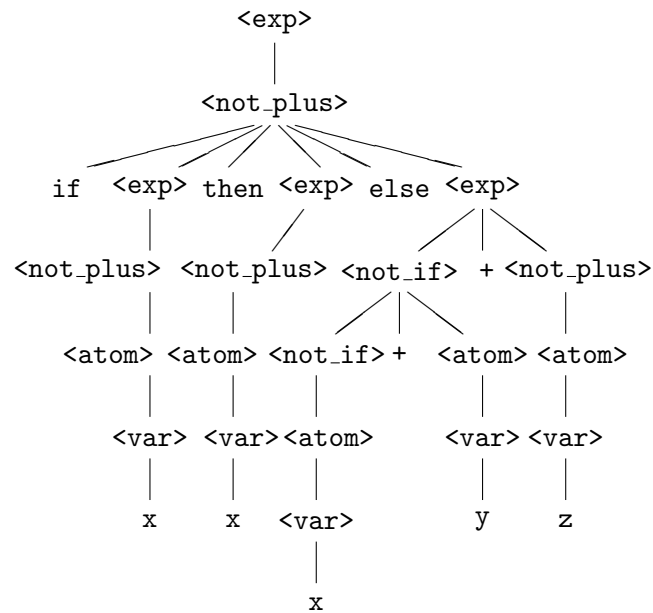 <exp>
<not_plus>
if <exp> then <exp> else <exp>
<not_plus> <not_plus> <not_if> + <not_plus>
<atom> <atom> <not_if> + <atom> <atom>
<var> <var> <atom> <var> <var>
x x <var> y z
x